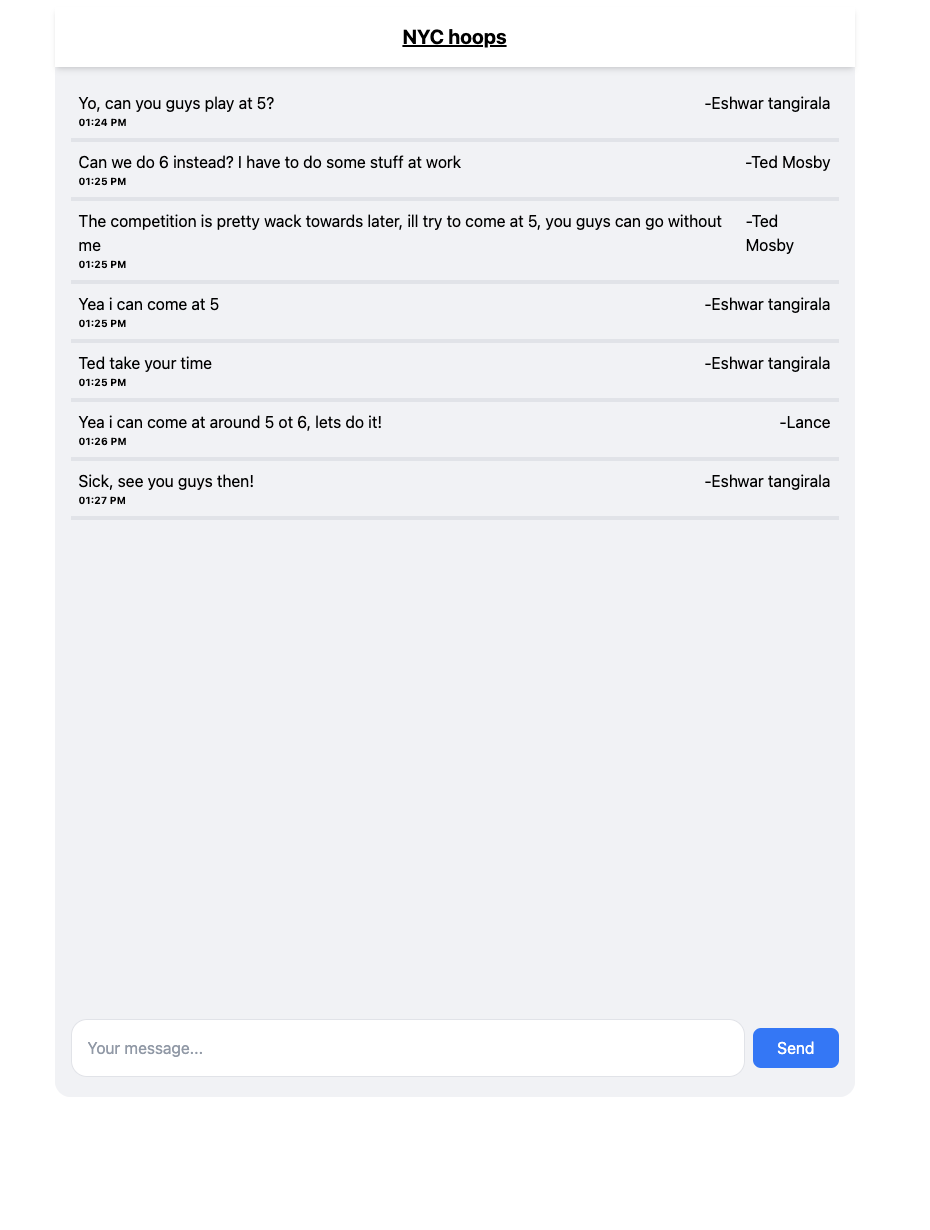 NYC hoops
Yo, can you guys play at 5? -Eshwar tangirala
01:24 PM
Can we do 6 instead? I have to do some stuff at work -Ted Mosby
01:25 PM
The competition is pretty wack towards later, ill try to come at 5, you guys can go without -Ted
me Mosby
01:25 PM
Yea i can come at 5 -Eshwar tangirala
01:25 PM
Ted take your time -Eshwar tangirala
01:25 PM
Yea i can come at around 5 ot 6, lets do it! -Lance
01:26 PM
Sick, see you guys then! -Eshwar tangirala
01:27 PM
Your message... Send